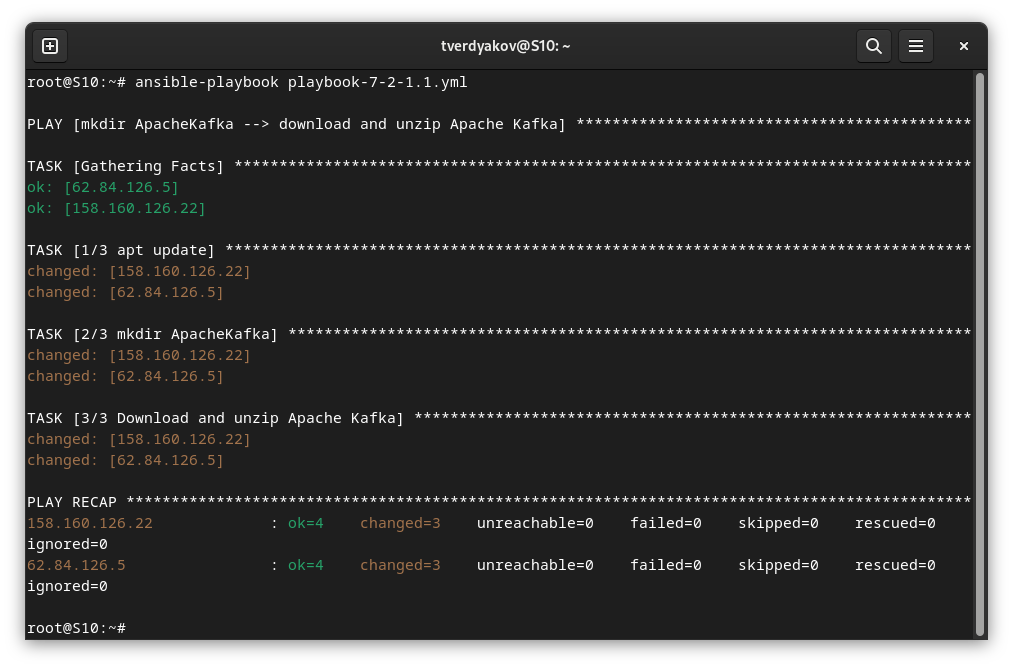 tverdyakov@S10: ~
root@S10:~# ansible-playbook playbook-7-2-1.1.yml
PLAY [mkdir ApacheKafka --> download and unzip Apache Kafka] ********************************************
TASK [Gathering Facts] **********************************************************************************
ok: [62.84.126.5]
ok: [158.160.126.22]
TASK [1/3 apt update] ***********************************************************************************
changed: [158.160.126.22]
changed: [62.84.126.5]
TASK [2/3 mkdir ApacheKafka] ****************************************************************************
changed: [158.160.126.22]
changed: [62.84.126.5]
TASK [3/3 Download and unzip Apache Kafka] **************************************************************
changed: [158.160.126.22]
changed: [62.84.126.5]
PLAY RECAP **********************************************************************************************
158.160.126.22             : ok=4    changed=3    unreachable=0    failed=0    skipped=0    rescued=0
ignored=0
62.84.126.5                : ok=4    changed=3    unreachable=0    failed=0    skipped=0    rescued=0
ignored=0
root@S10:~#